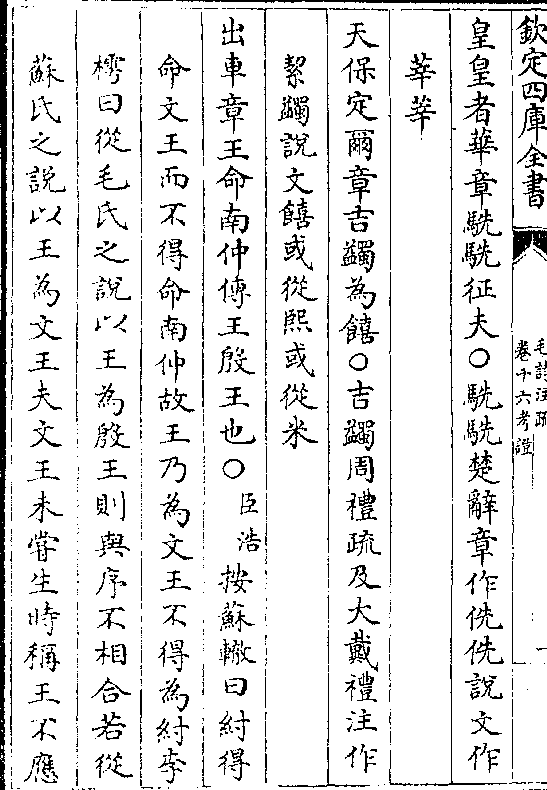 欽定四庫全書
毛詩注疏
卷十六考證
皇皇者華章駪駪征夫○駪駪楚辭章作侁侁說文作
莘莘
天保定爾章吉蠲為饎○吉蠲周禮疏及大戴禮注作
絜蠲說文饎或從熙或從米
出車章王命南仲傳王殷王也○臣浩按蘇轍曰紂得
命文王而不得命南仲故王乃為文王不得為紂李
樗曰從毛氏之說以王為殷王則與序不相合若從
蘇氏之說以王為文王夫文王未嘗生時稱王不應